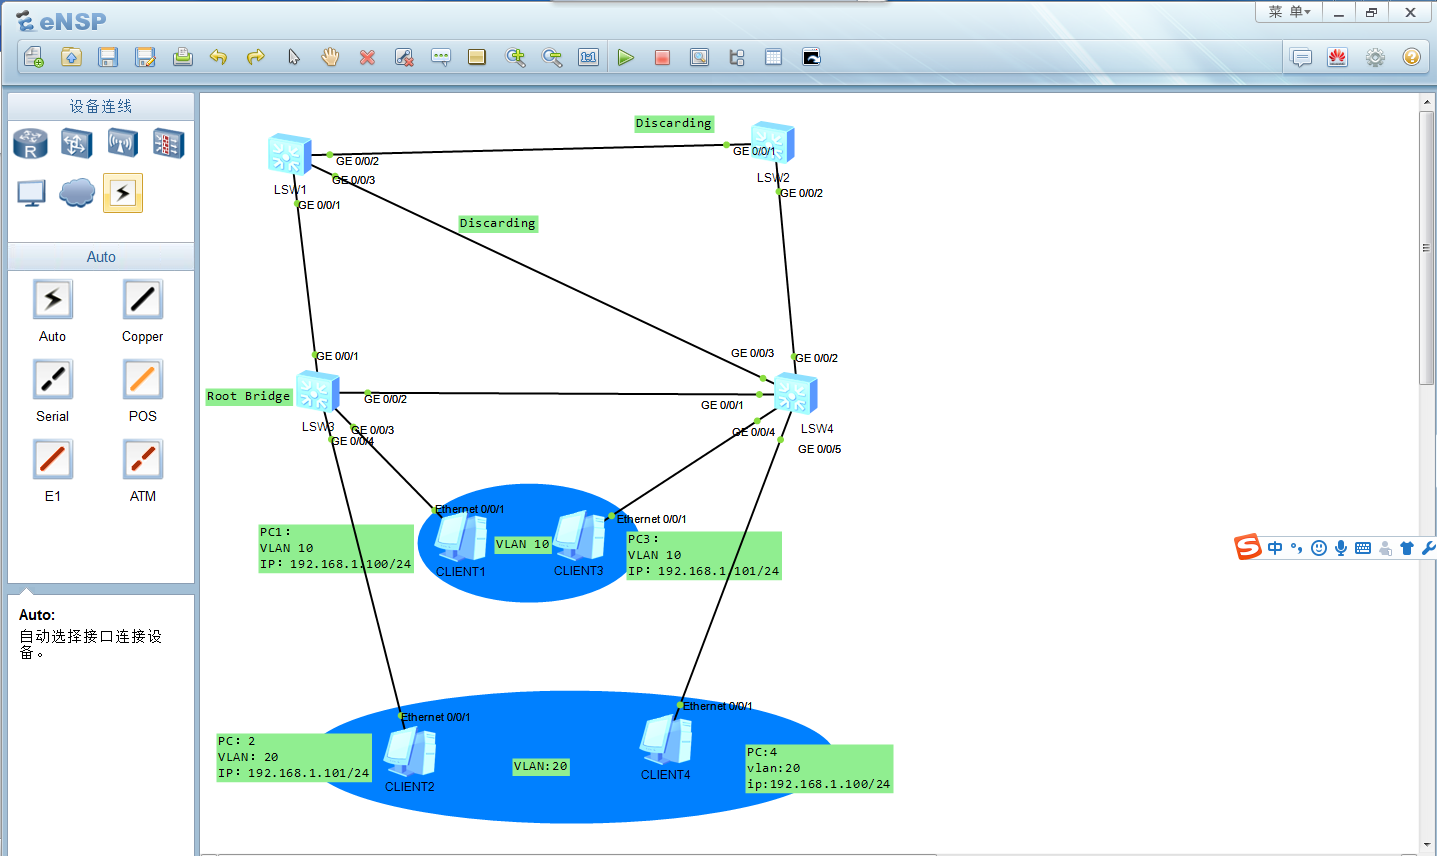 eNSP
菜 单
设备连线
Auto
Auto
Copper
Serial
POS
E1
ATM
Auto:
自动选择接口连接设
备。
Discarding
GE 0/0/2
GE 0/0/1
GE 0/0/3
LSW1
LSW2
GE 0/0/1
GE 0/0/2
Discarding
GE 0/0/1
GE 0/0/3
GE 0/0/2
Root Bridge
GE 0/0/2
GE 0/0/1
LSW3
GE 0/0/3
GE 0/0/4
GE 0/0/4
LSW4
GE 0/0/5
Ethernet 0/0/1
Ethernet 0/0/1
PC1:
VLAN 10
IP: 192.168.1.100/24
VLAN 10
PC3:
VLAN 10
IP: 192.168.1.101/24
CLIENT1
CLIENT3
Ethernet 0/0/1
Ethernet 0/0/1
PC: 2
VLAN: 20
IP: 192.168.1.101/24
VLAN:20
PC:4
vlan:20
ip:192.168.1.100/24
CLIENT2
CLIENT4
中